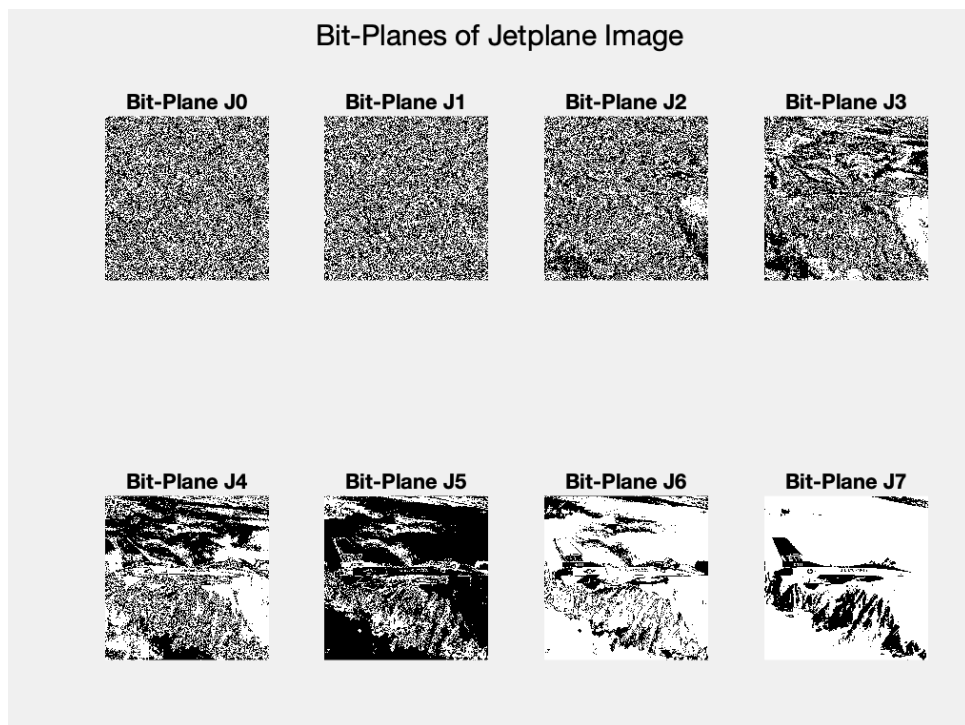 Bit-Planes of Jetplane Image
Bit-Plane J0
Bit-Plane J1
Bit-Plane J2
Bit-Plane J3
Bit-Plane J4
Bit-Plane J5
Bit-Plane J6
Bit-Plane J7